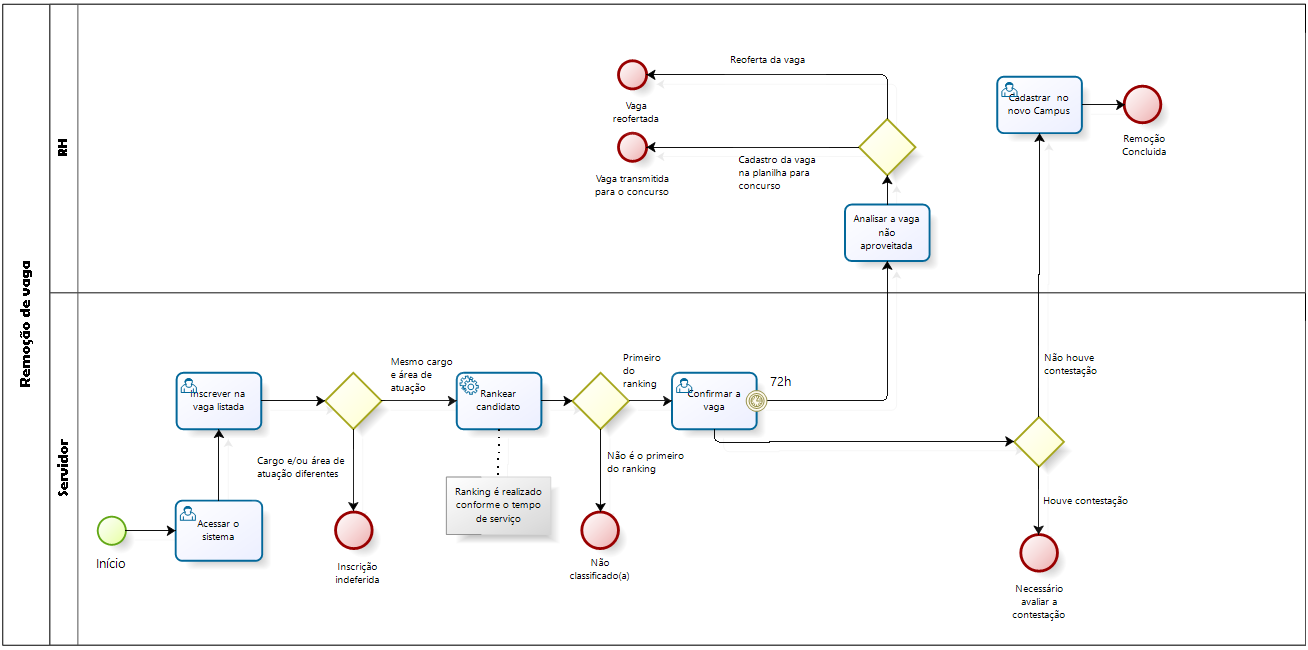 Remoção de vaga
RH
Reoferta da vaga
Vaga
reofertada
Cadastro da vaga
na planilha para
concurso
Vaga transmitida
para o concurso
Analisar a vaga
não
aproveitada
Cadastrar no
novo Campus
Remoção
Concluida
Servidor
Início
Acessar o
sistema
Inscrever na
vaga listada
Mesmo cargo
e área de
atuação
Cargo e/ou área de
atuação diferentes
Inscrição
indeferida
Rankear
candidato
Ranking é realizado
conforme o tempo
de serviço
Primeiro
do
ranking
Não é o primeiro
do ranking
Não
classificado(a)
Confirmar a
vaga
72h
Não houve
contestação
Houve contestação
Necessário
avaliar a
contestação